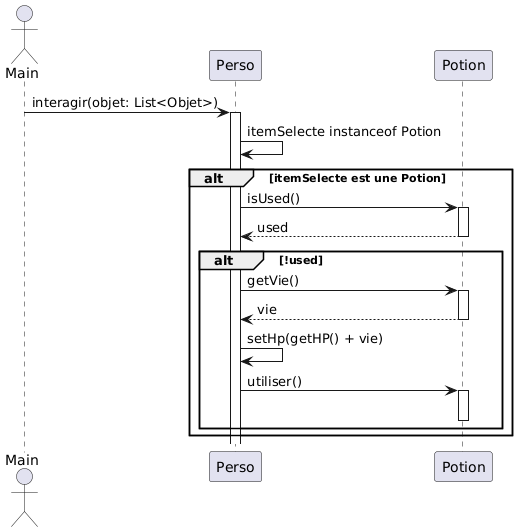 Main
Perso
Potion
interagir(objet: List<Objet>)
itemSelecte instanceof Potion
alt [itemSelecte est une Potion]
isUsed()
used
alt [!used]
getVie()
vie
setHp(getHP() + vie)
utiliser()
Main
Perso
Potion